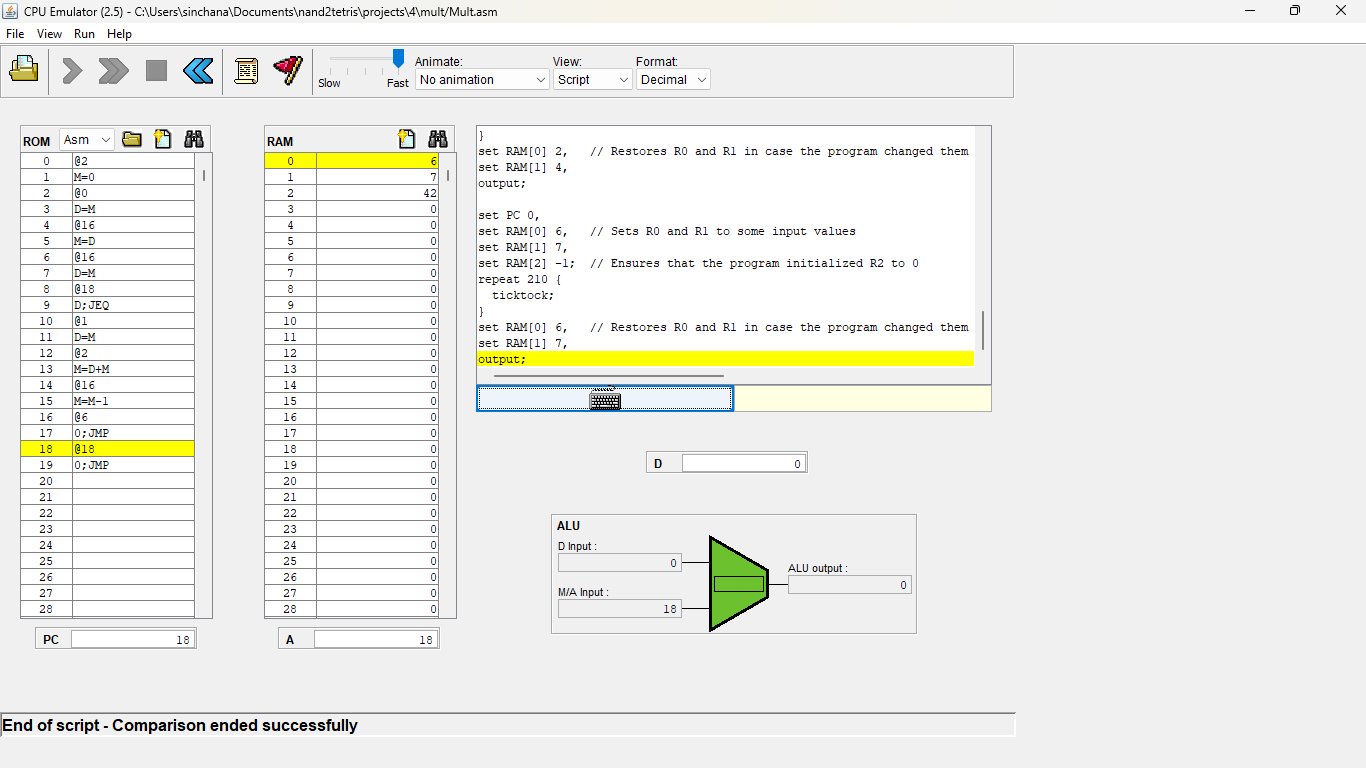 CPU Emulator (2.5) - C:\Users\sinchana\Documents\nand2tetris\projects\4\mult/Mult.asm
File View Run Help
Slow Fast
Animate: View: Format:
No animation Script Decimal
ROM Asm
0 @2
1 M=0
2 @0
3 D=M
4 @16
5 M=D
6 @16
7 D=M
8 @18
9 D;JEQ
10 @1
11 D=M
12 @2
13 M=D+M
14 @16
15 M=M-1
16 @6
17 0;JMP
18 @18
19 0;JMP
20
21
22
23
24
25
26
27
28
PC 18
RAM
0 6
1 7
2 42
3 0
4 0
5 0
6 0
7 0
8 0
9 0
10 0
11 0
12 0
13 0
14 0
15 0
16 0
17 0
18 0
19 0
20 0
21 0
22 0
23 0
24 0
25 0
26 0
27 0
28 0
A 18
}
set RAM[0] 2, // Restores R0 and R1 in case the program changed them
set RAM[1] 4,
output;
set PC 0,
set RAM[0] 6, // Sets R0 and R1 to some input values
set RAM[1] 7,
set RAM[2] -1; // Ensures that the program initialized R2 to 0
repeat 210 {
ticktock;
}
set RAM[0] 6, // Restores R0 and R1 in case the program changed them
set RAM[1] 7,
output;
D 0
ALU
D Input :
0
M/A Input :
18
ALU output :
0
End of script - Comparison ended successfully